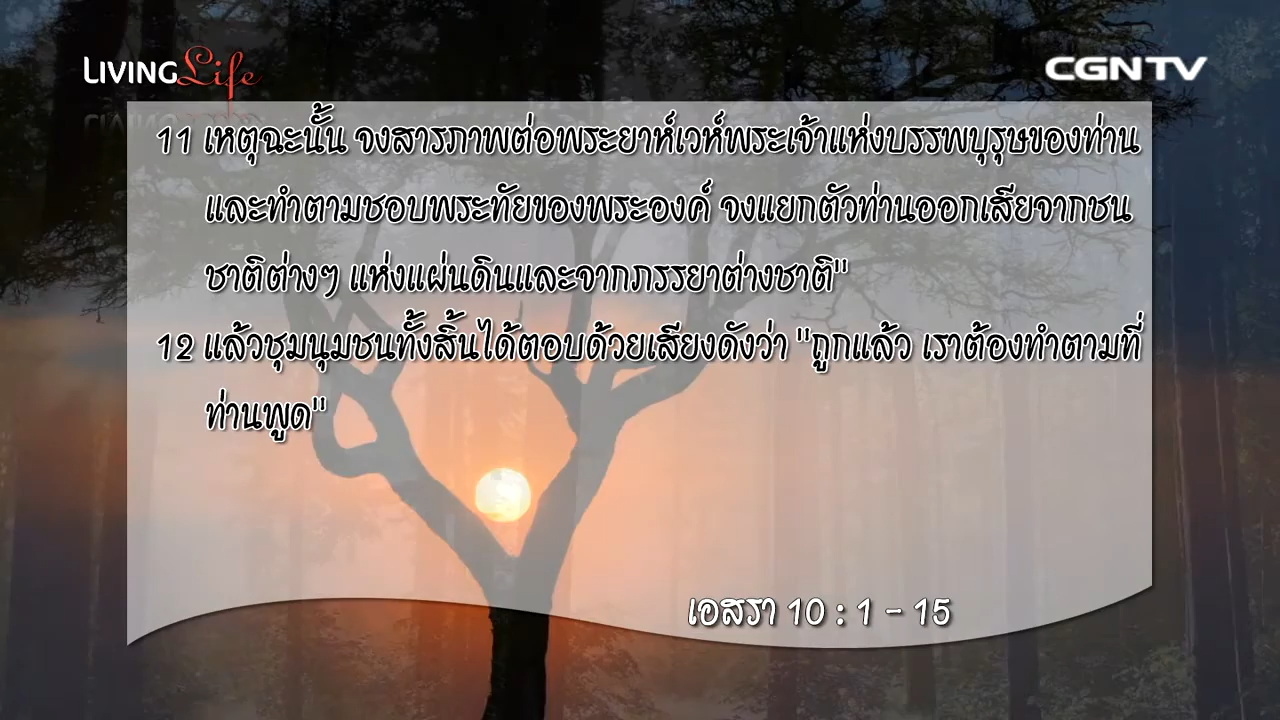 LIVING Life
CGNTV
11 เหตุฉะนั้น จงสารภาพต่อพระยาห์เวห์พระเจ้าแห่งบรรพบุรุษของท่าน
และทำตามชอบพระทัยของพระองค์ จงแยกตัวท่านออกเสียจากชน
ชาติต่างๆ แห่งแผ่นดินและจากภรรยาต่างชาติ"
12 แล้วชุมนุมชนทั้งสิ้นได้ตอบด้วยเสียงดังว่า "ถูกแล้ว เราต้องทำตามที่
ท่านพูด"
เอสรา 10 : 1 - 15